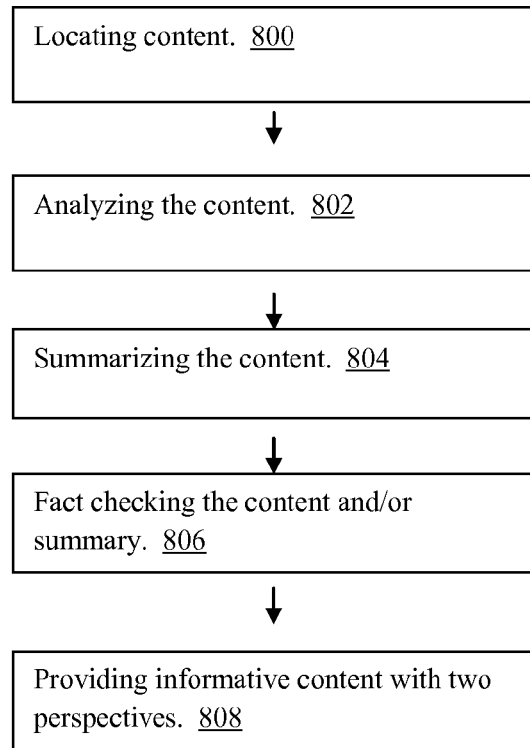 Locating content. 800
Analyzing the content. 802
Summarizing the content. 804
Fact checking the content and/or
summary. 806
Providing informative content with two
perspectives. 808